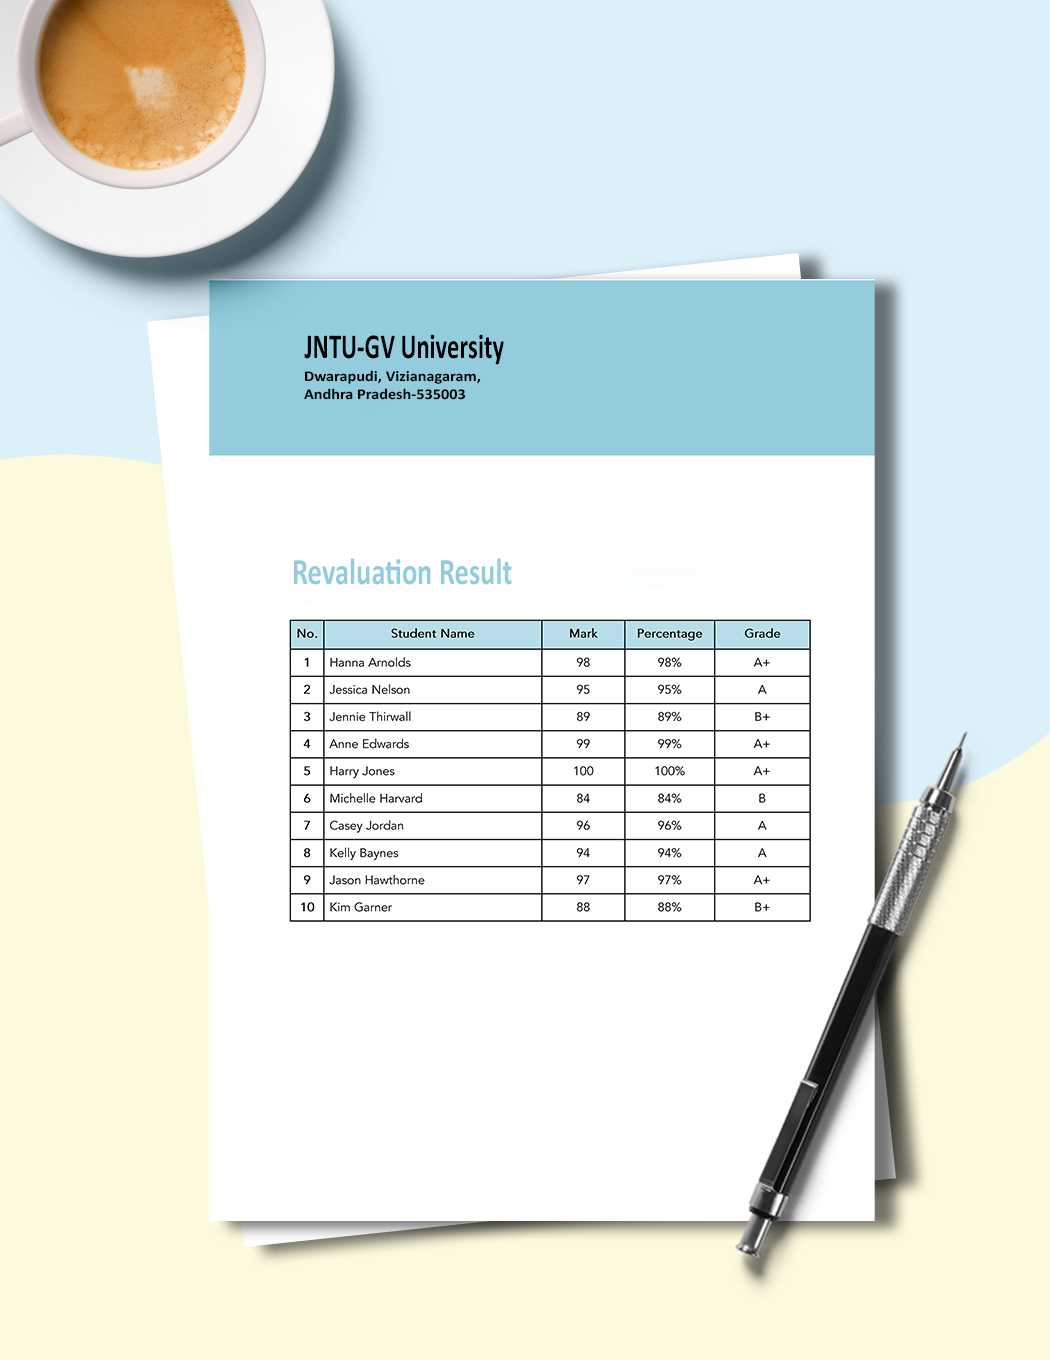 JNTU-GV University
Dwarapudi, Vizianagaram,
Andhra Pradesh-535003
Revaluation Result
No. Student Name Mark Percentage Grade
1 Hanna Arnolds 98 98% A+
2 Jessica Nelson 95 95% A
3 Jennie Thirwall 89 89% B+
4 Anne Edwards 99 99% A+
5 Harry Jones 100 100% A+
6 Michelle Harvard 84 84% B
7 Casey Jordan 96 96% A
8 Kelly Baynes 94 94% A
9 Jason Hawthorne 97 97% A+
10 Kim Garner 88 88% B+